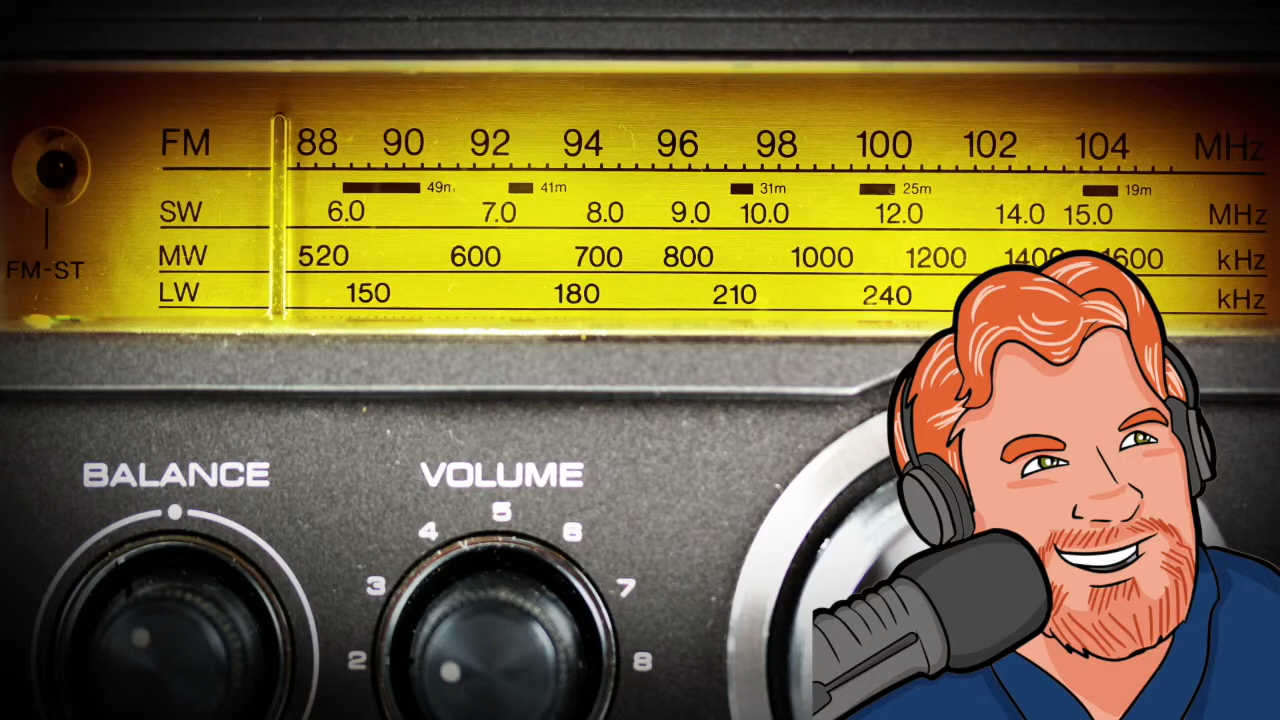 FM 88 90 92 94 96 98 100 102 104 MHz
49m 41m 31m 25m 19m
SW 6.0 7.0 8.0 9.0 10.0 12.0 14.0 15.0 MHz
MW 520 600 700 800 1000 1200 1400 1600 kHz
FM-ST
LW 150 180 210 240 kHz
BALANCE VOLUME
5
4 6
3 7
2 8